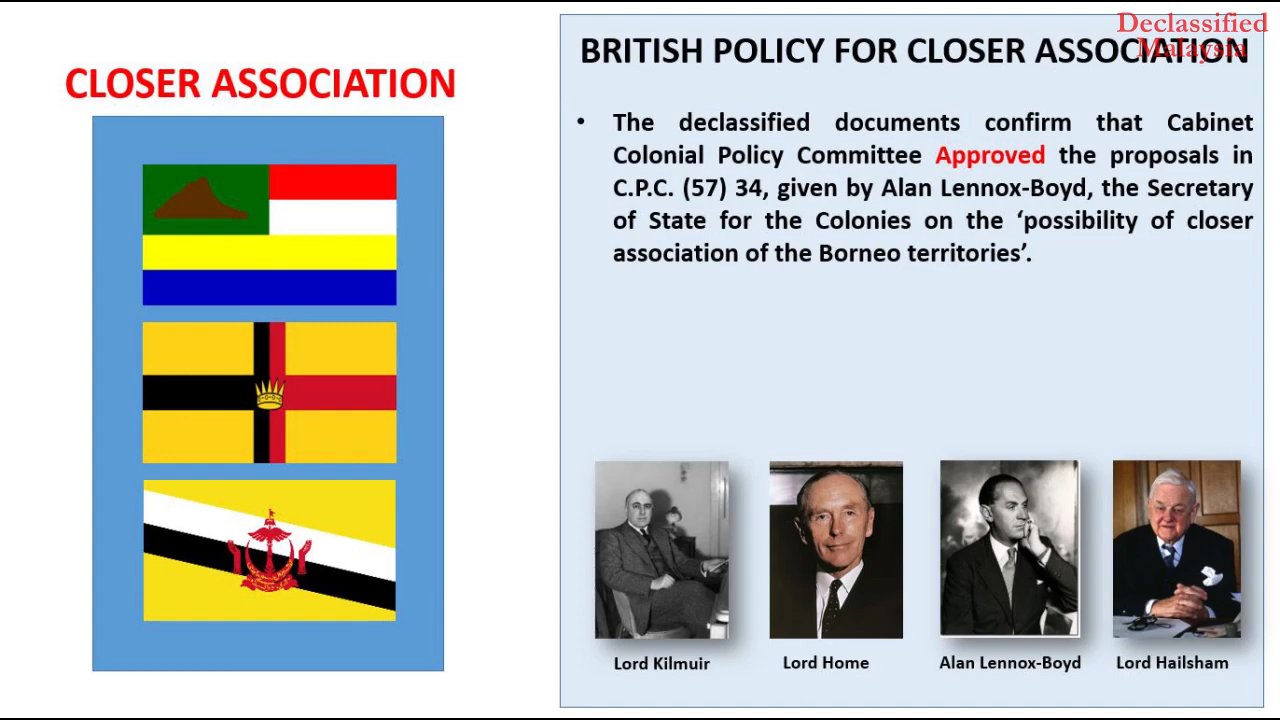 Declassified
Malaysia
CLOSER ASSOCIATION
BRITISH POLICY FOR CLOSER ASSOCIATION
• The declassified documents confirm that Cabinet
Colonial Policy Committee Approved the proposals in
C.P.C. (57) 34, given by Alan Lennox-Boyd, the Secretary
of State for the Colonies on the ‘possibility of closer
association of the Borneo territories’.
Lord Kilmuir
Lord Home
Alan Lennox-Boyd
Lord Hailsham